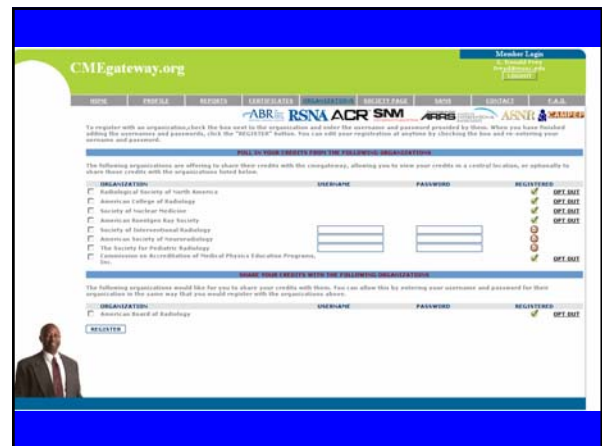 Member Login
CMEgateway.org
G. Donald Frey
LOGOUT
HOME PROFILE REPORTS CERTIFICATES ORGANIZATIONS SOCIETY PAGE CONTACT F.A.Q.
ABR RSNA ACR SNM ARRS ASNR CAMPEP
To register with an organization,check the box next to the organization and enter the username and password provided by them. When you have finished
adding the usernames and passwords, click the "REGISTER" button. You can edit your registration at anytime by checking the box and re-entering your
username and password.
PULL IN YOUR CREDITS FROM THE FOLLOWING ORGANIZATIONS
The following organizations are offering to share their credits with the cmegateway, allowing you to view your credits in a central location, or optionally to
share those credits with the organizations listed below.
ORGANIZATION USERNAME PASSWORD REGISTERED
Radiological Society of North America OPT OUT
American College of Radiology OPT OUT
Society of Nuclear Medicine OPT OUT
American Roentgen Ray Society OPT OUT
Society of Interventional Radiology
American Society of Neuroradiology
The Society for Pediatric Radiology
Commission on Accreditation of Medical Physics Education Programs,
Inc. OPT OUT
SHARE YOUR CREDITS WITH THE FOLLOWING ORGANIZATIONS
The following organizations would like for you to share your credits with them. You can allow this by entering your username and password for their
organization in the same way that you would register with the organizations above.
ORGANIZATION USERNAME PASSWORD REGISTERED
American Board of Radiology OPT OUT
REGISTER